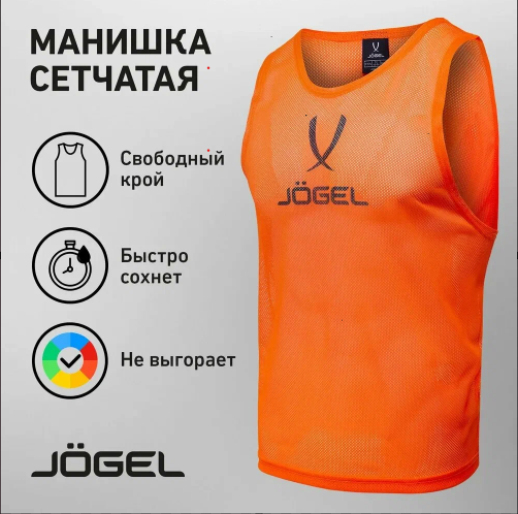 МАНИШКА
СЕТЧАТАЯ
Свободный
крой
Быстро
сохнет
Не выгорает
JÖGEL
JÖGEL